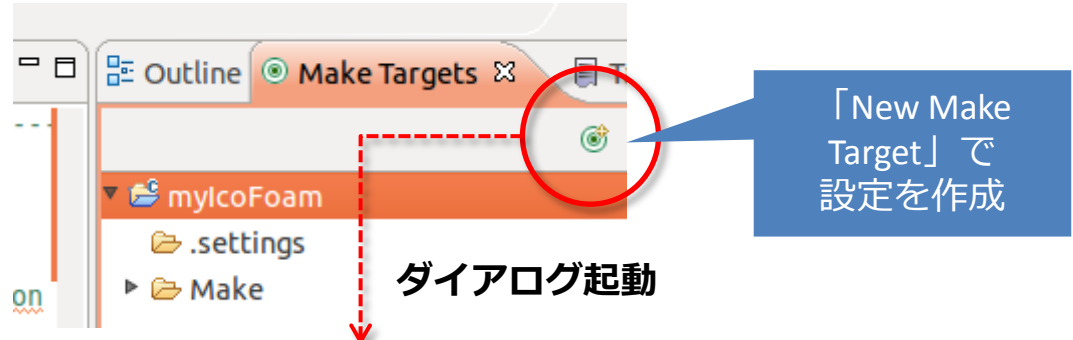 Outline
Make Targets
「New Make
Target」で
設定を作成
myIcoFoam
.settings
Make
ダイアログ起動
on